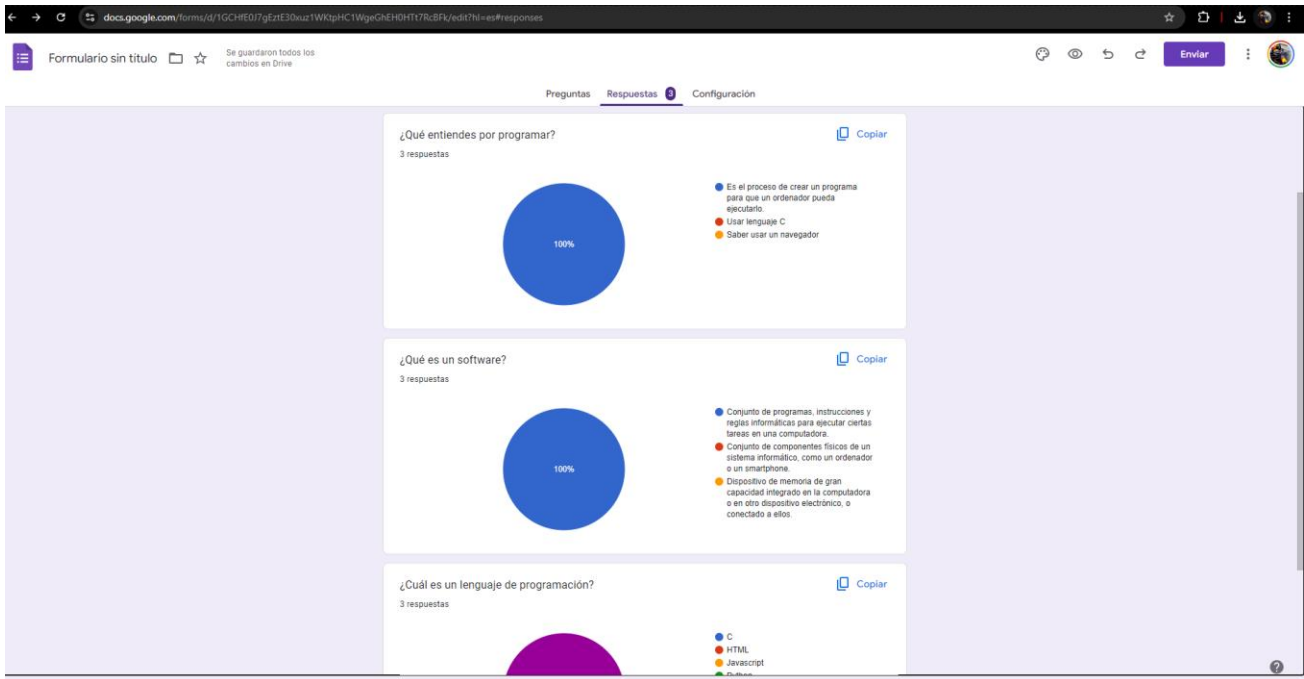 docs.google.com/forms/d/1GCHfE0J7gEztE30xuz1WKtpHC1WgeGhEH0HTt7RcBFk/edit?hl=es#responses
Formulario sin título
Se guardaron todos los
cambios en Drive
Enviar
Preguntas Respuestas 3 Configuración
¿Qué entiendes por programar?
Copiar
3 respuestas
100%
Es el proceso de crear un programa
para que un ordenador pueda
ejecutarlo.
Usar lenguaje C
Saber usar un navegador
¿Qué es un software?
Copiar
3 respuestas
100%
Conjunto de programas, instrucciones y
reglas informáticas para ejecutar ciertas
tareas en una computadora.
Conjunto de componentes físicos de un
sistema informático, como un ordenador
o un smartphone.
Dispositivo de memoria de gran
capacidad integrado en la computadora
o en otro dispositivo electrónico, o
conectado a ellos.
¿Cuál es un lenguaje de programación?
Copiar
3 respuestas
C
HTML
Javascript
Python